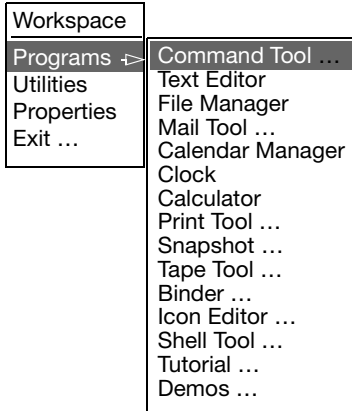 Workspace
Programs
Utilities
Properties
Exit …
Command Tool …
Text Editor
File Manager
Mail Tool …
Calendar Manager
Clock
Calculator
Print Tool …
Snapshot …
Tape Tool …
Binder …
Icon Editor …
Shell Tool …
Tutorial …
Demos …